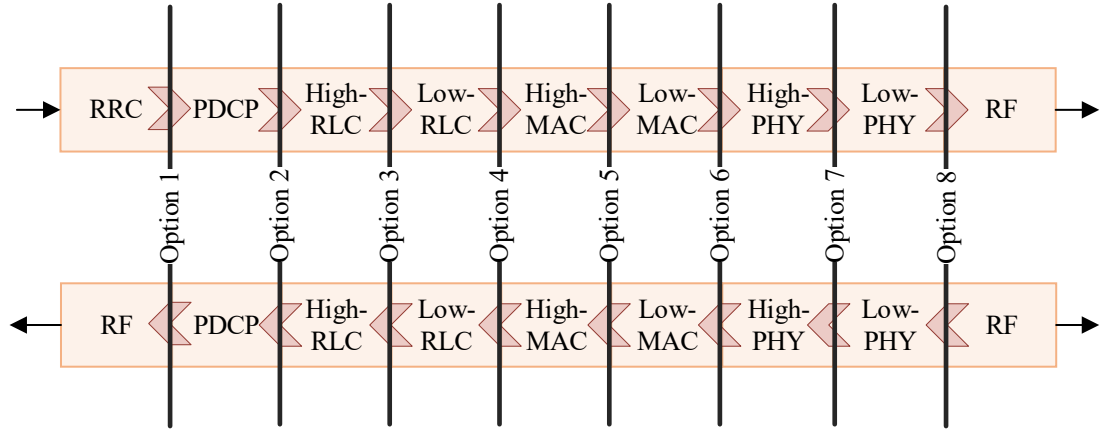 RRC
PDCP
High-
RLC
Low-
RLC
High-
MAC
Low-
MAC
High-
PHY
Low-
PHY
RF
Option 1
Option 2
Option 3
Option 4
Option 5
Option 6
Option 7
Option 8
RF
PDCP
High-
RLC
Low-
RLC
High-
MAC
Low-
MAC
High-
PHY
Low-
PHY
RF